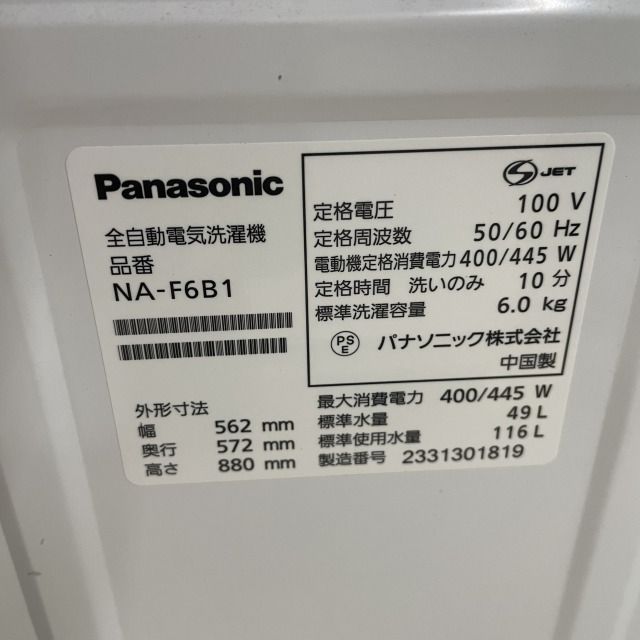 Panasonic
全自動電気洗濯機
品番
NA-F6B1
外形寸法
幅 562 mm
奥行 572 mm
高さ 880 mm
S JET
定格電圧 100 V
定格周波数 50/60 Hz
電動機定格消費電力 400/445 W
定格時間 洗いのみ 10 分
標準洗濯容量 6.0 kg
PS
E
パナソニック株式会社
中国製
最大消費電力 400/445 W
標準水量 49 L
標準使用水量 116 L
製造番号 2331301819